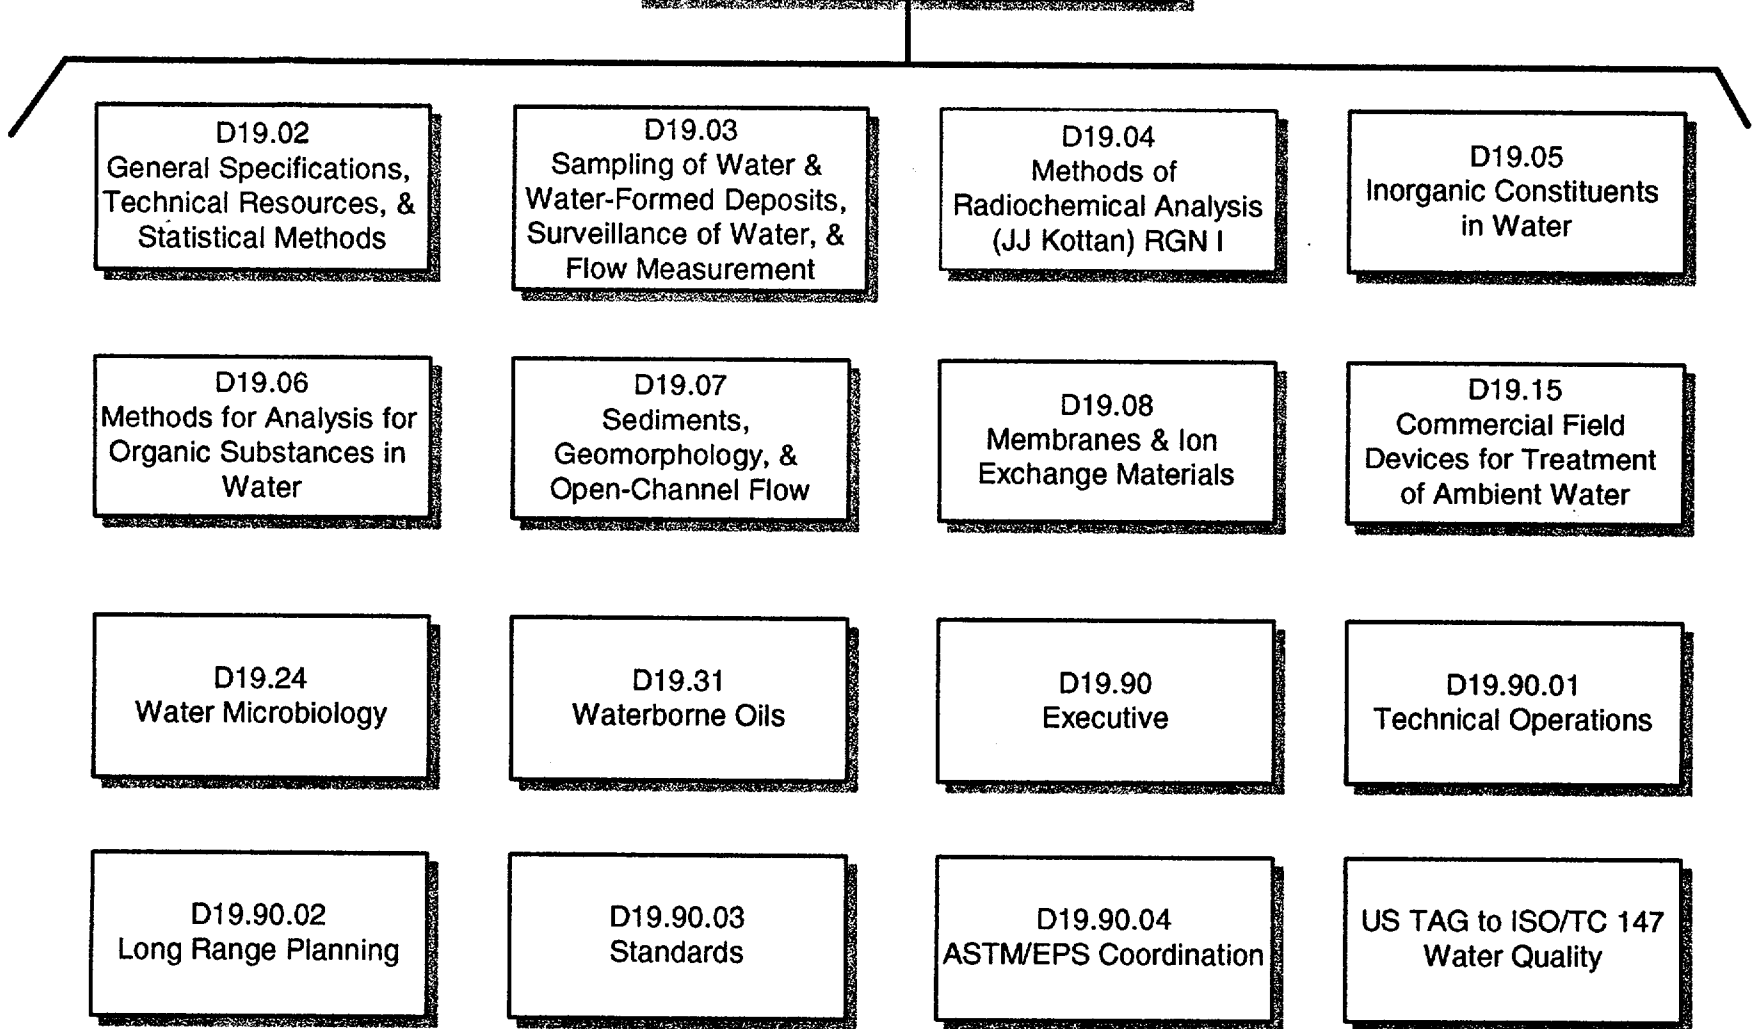 D19.02
General Specifications,
Technical Resources, &
Statistical Methods
D19.03
Sampling of Water &
Water-Formed Deposits,
Surveillance of Water, &
Flow Measurement
D19.04
Methods of
Radiochemical Analysis
(JJ Kottan) RGN I
D19.05
Inorganic Constituents
in Water
D19.06
Methods for Analysis for
Organic Substances in
Water
D19.07
Sediments,
Geomorphology, &
Open-Channel Flow
D19.08
Membranes & Ion
Exchange Materials
D19.15
Commercial Field
Devices for Treatment
of Ambient Water
D19.24
Water Microbiology
D19.31
Waterborne Oils
D19.90
Executive
D19.90.01
Technical Operations
D19.90.02
Long Range Planning
D19.90.03
Standards
D19.90.04
ASTM/EPS Coordination
US TAG to ISO/TC 147
Water Quality